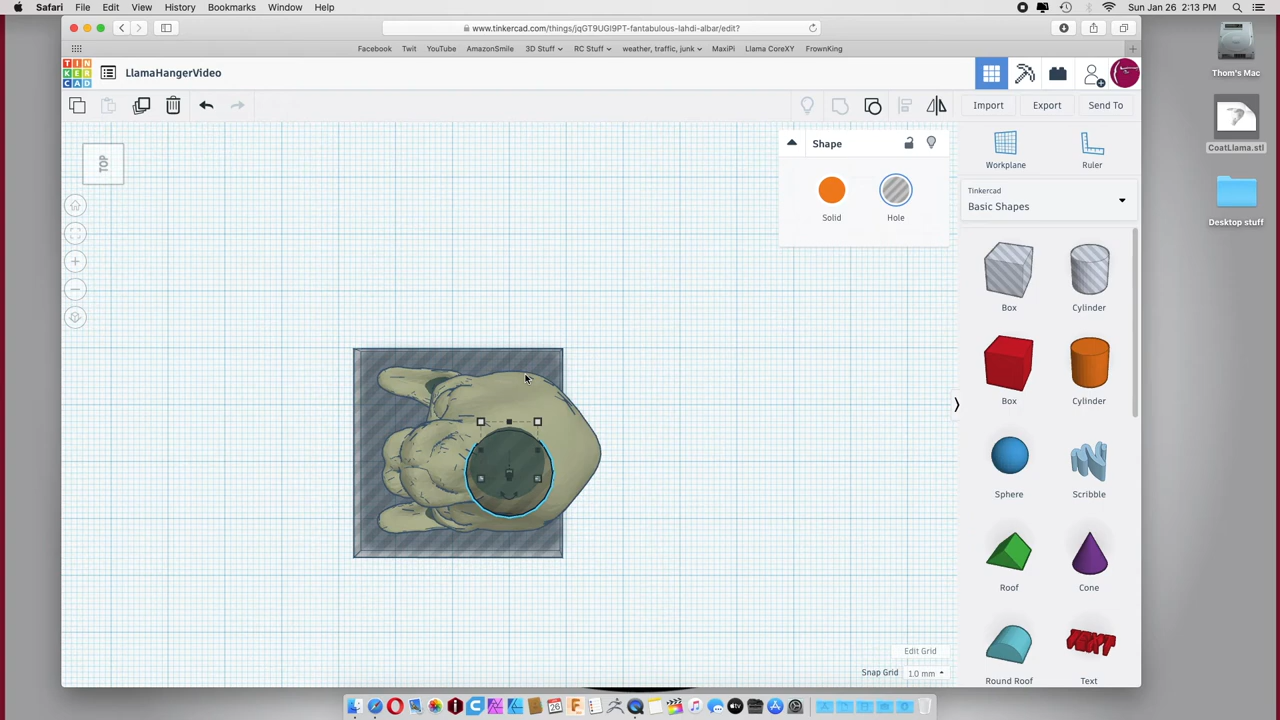 Safari File Edit View History Bookmarks Window Help
Sun Jan 26 2:13 PM
www.tinkercad.com/things/jqGT9UGI9PT-fantabulous-lahdi-albar/edit?
Facebook Twit YouTube AmazonSmile 3D Stuff RC Stuff weather, traffic, junk MaxiPi Llama CoreXY FrownKing
TIN
KER
CAD
LlamaHangerVideo
Import Export Send To
TOP
Shape
Solid Hole
Workplane Ruler
Tinkercad
Basic Shapes
Box Cylinder
Box Cylinder
Sphere Scribble
Roof Cone
TEXT
Round Roof Text
Edit Grid
Snap Grid 1.0 mm
Thom's Mac
CoatLlama.stl
Desktop stuff
26